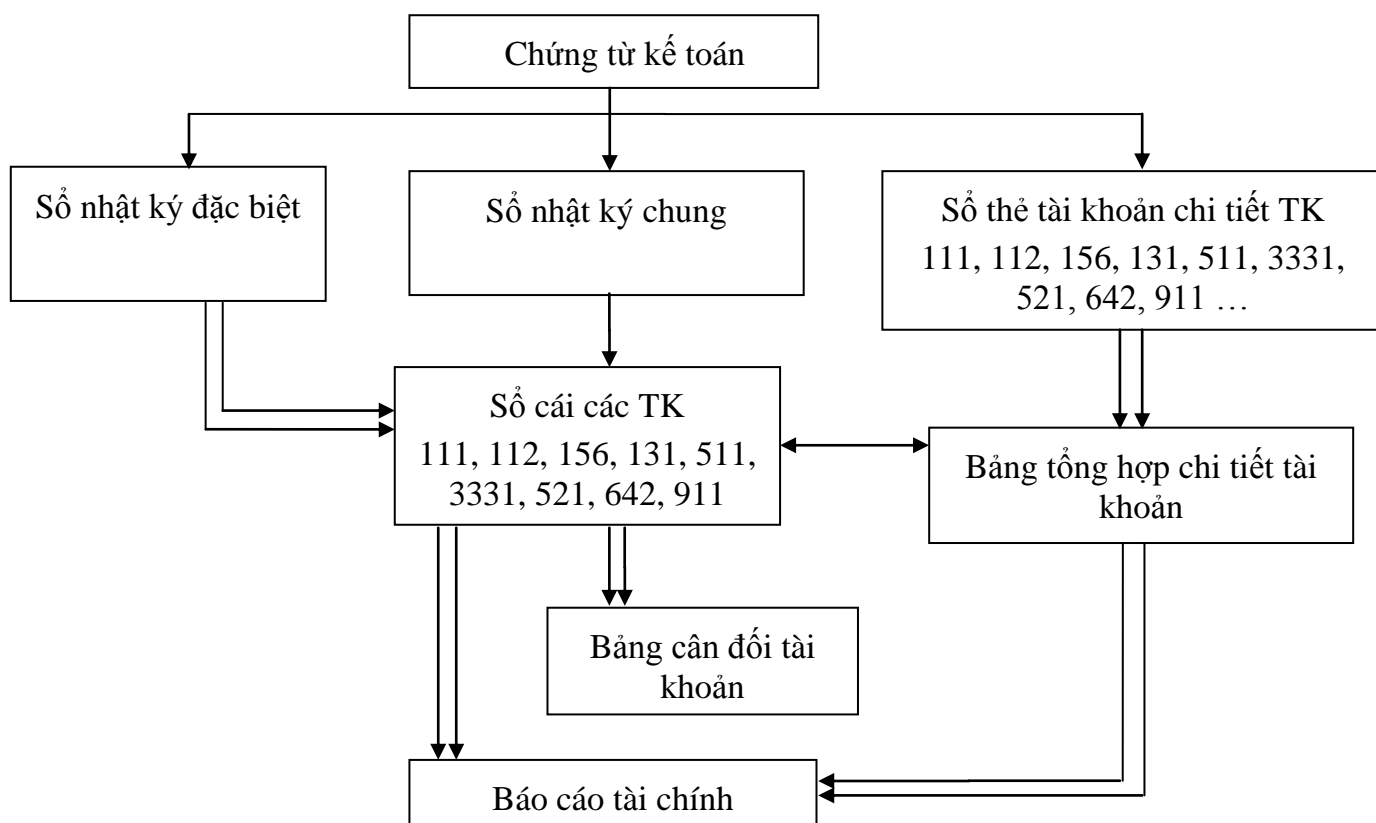 Chứng từ kế toán
Sổ nhật ký đặc biệt
Sổ nhật ký chung
Sổ thẻ tài khoản chi tiết TK
111, 112, 156, 131, 511, 3331,
521, 642, 911 …
Sổ cái các TK
111, 112, 156, 131, 511,
3331, 521, 642, 911
Bảng tổng hợp chi tiết tài
khoản
Bảng cân đối tài
khoản
Báo cáo tài chính